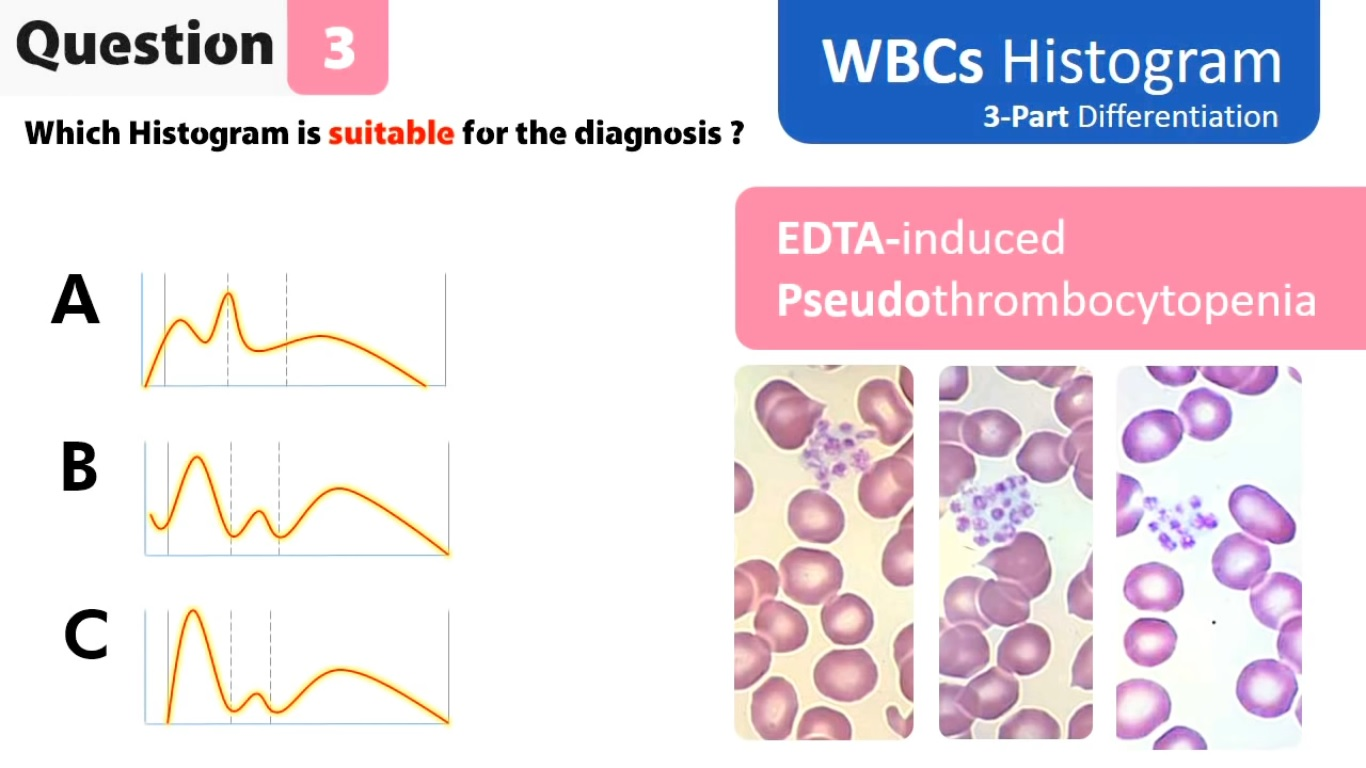 Question 3
Which Histogram is suitable for the diagnosis ?
WBCs Histogram
3-Part Differentiation
EDTA-induced
Pseudothrombocytopenia
A
B
C